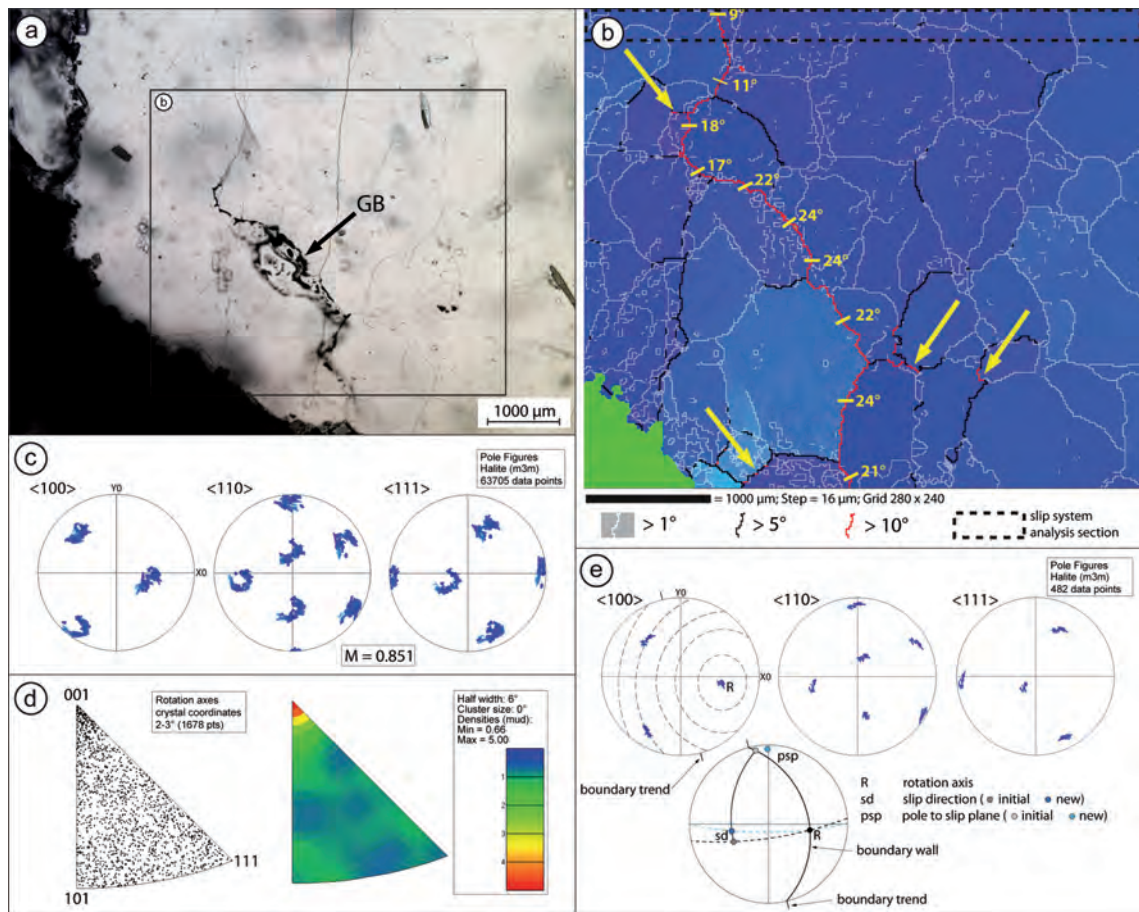 a
b
GB
1000 µm
b
9°
11°
18°
17°
22°
24°
24°
22°
24°
21°
= 1000 µm; Step = 16 µm; Grid 280 x 240
> 1°
> 5°
> 10°
slip system
analysis section
c
Pole Figures
Halite (m3m)
63705 data points
<100>
Y0
<110>
<111>
X0
M = 0.851
d
001
Rotation axes
crystal coordinates
2-3° (1678 pts)
111
101
Half width: 6°
Cluster size: 0°
Densities (mud):
Min = 0.66
Max = 5.00
1
2
3
4
e
Pole Figures
Halite (m3m)
482 data points
<100>
Y0
<110>
<111>
X0
R
boundary trend
psp
sd
R
boundary wall
boundary trend
R rotation axis
sd slip direction ( initial new)
psp pole to slip plane ( initial new)